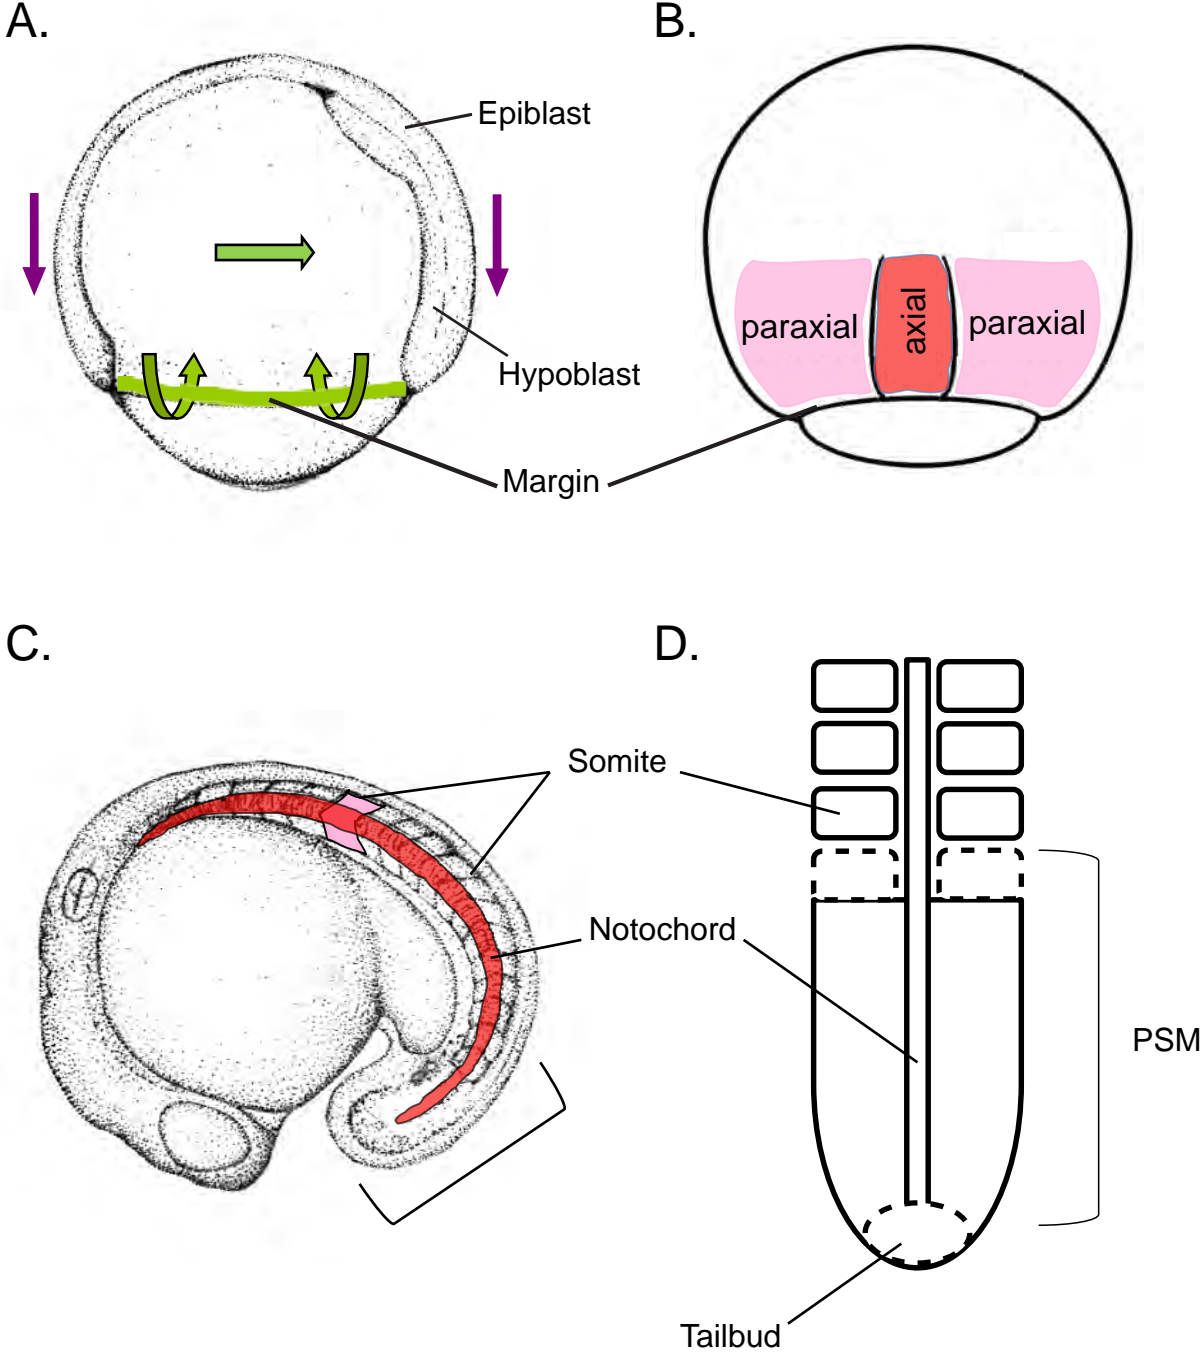 A.
B.
Epiblast
paraxial
axial
paraxial
Hypoblast
Margin
C.
D.
Somite
Notochord
PSM
Tailbud